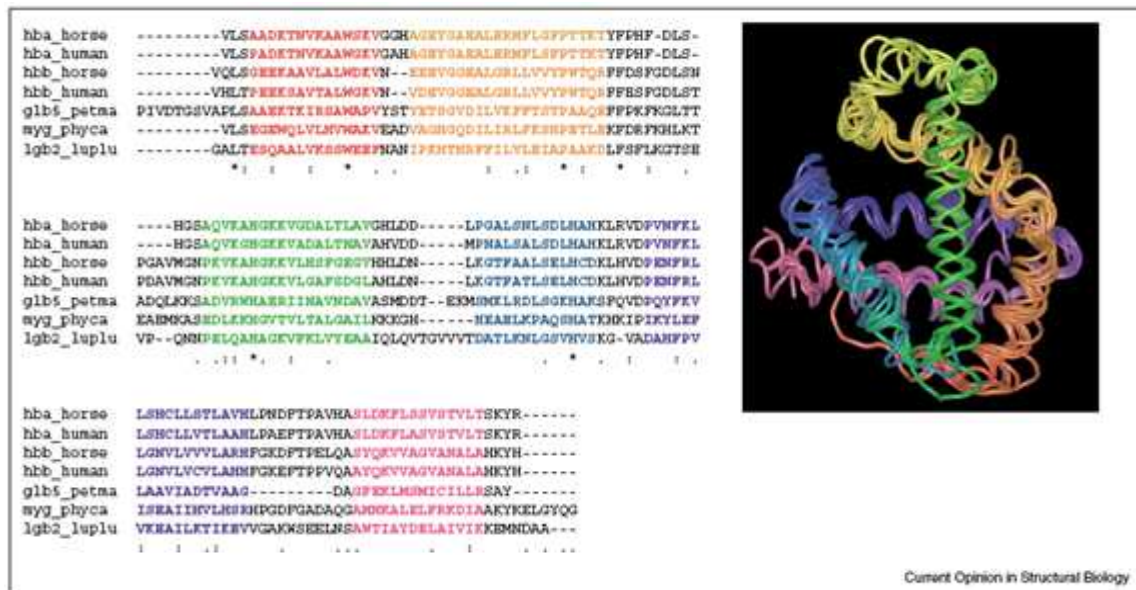 hba_horse ---------VLSAADKTNVKAAWSKVGGHAGEYGAEALERMFLGFPTTKTYFPHF-DLS-
hba_human ---------VLSPADKTNVKAAWGKVGAHAGEYGAEALERMFLSFPTTKTYFPHF-DLS-
hbb_horse --------VQLSGEEKAAVLALWDKVN--EEEVGGEALGRLLVVYPWTQRFFDSFGDLSN
hbb_human --------VHLTPEEKSAVTALWGKVN--VDEVGGEALGRLLVVYPWTQRFFESFGDLST
glb5_petma PIVDTGSVAPLSAAEKTKIRSAWAPVYSTYETSGVDILVKFFTSTPAAQEFFPKFKGLTT
myg_phyca ---------VLSEGEWQLVLHVWAKVEADVAGHGQDILIRLFKSHPETLEKFDRFKHLKT
lgb2_luplu --------GALTESQAALVKSSWEEFNANIPKHTHRFFILVLEIAPAAKDLFSFLKGTSE
*: : * . . : . : * : * : .
hba_horse ----HGSAQVKAHGKKVGDALTLAVGHLDD-----LPGALSNLSDLHAHKLRVDPVNFKL
hba_human ----HGSAQVKGHGKKVADALTNAVAHVDD-----MPNALSALSDLHAHKLRVDPVNFKL
hbb_horse PGAVMGNPKVKAHGKKVLHSFGEGVHHLDN-----LKGTFAALSELHCDKLHVDPENFRL
hbb_human PDAVMGNPKVKAHGKKVLGAFSDGLAHLDN-----LKGTFATLSELHCDKLHVDPENFRL
glb5_petma ADQLKKSADVRWHAERIINAVNDAVASMDDT--EKMSMKLRDLSGKHAKSFQVDPQYFKV
myg_phyca EAEMKASEDLKKHGVTVLTALGAILKKKGH-----HEAELKPLAQSHATKHKIPIKYLEF
lgb2_luplu VP--QNNPELQAHAGKVFKLVYEAAIQLQVTGVVVTDATLKNLGSVHVSKG-VADAHFPV
. .:: *. : . : *. * . : .
hba_horse LSHCLLSTLAVHLPNDFTPAVHASLDKFLSSVSTVLTSKYR------
hba_human LSHCLLVTLAAHLPAEFTPAVHASLDKFLASVSTVLTSKYR------
hbb_horse LGNVLVVVLARHFGKDFTPELQASYQKVVAGVANALAHKYH------
hbb_human LGNVLVCVLAHHFGKEFTPPVQAAYQKVVAGVANALAHKYH------
glb5_petma LAAVIADTVAAG---------DAGFEKLMSMICILLRSAY-------
myg_phyca ISEAIIHVLHSRHPGDFGADAQGAMNKALELFRKDIAAKYKELGYQG
lgb2_luplu VKEAILKTIKEVVGAKWSEELNSAWTIAYDELAIVIKKEMNDAA---
: : .: . ... . : .
Current Opinion in Structural Biology